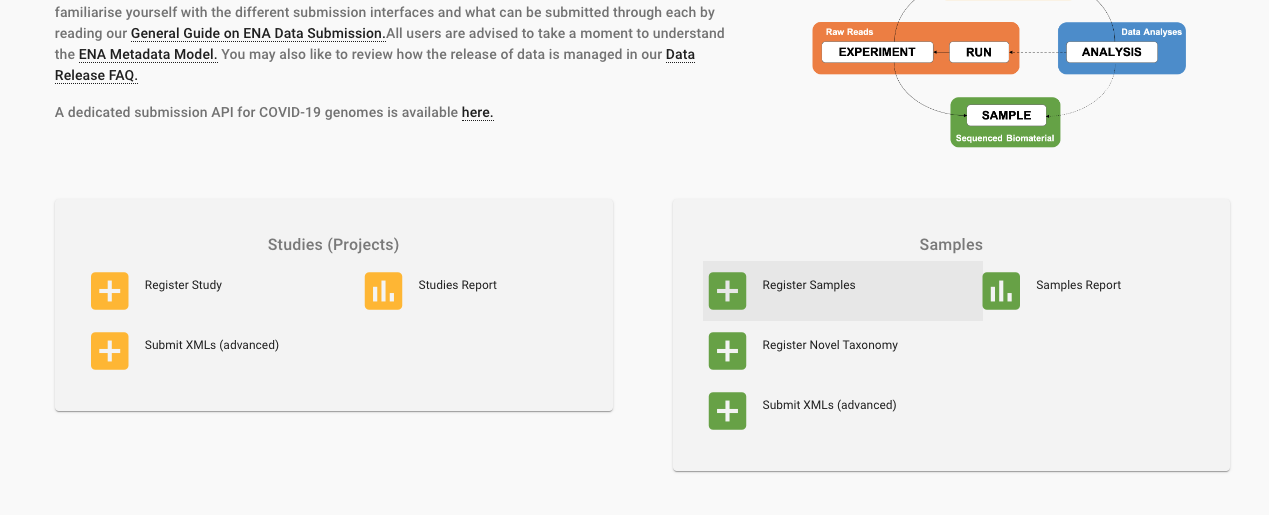 familiarise yourself with the different submission interfaces and what can be submitted through each by
reading our General Guide on ENA Data Submission.All users are advised to take a moment to understand
the ENA Metadata Model. You may also like to review how the release of data is managed in our Data
Release FAQ.
A dedicated submission API for COVID-19 genomes is available here.
Raw Reads
EXPERIMENT
RUN
Data Analyses
ANALYSIS
SAMPLE
Sequenced Biomaterial
Studies (Projects)
Register Study
Studies Report
Submit XMLs (advanced)
Samples
Register Samples
Samples Report
Register Novel Taxonomy
Submit XMLs (advanced)